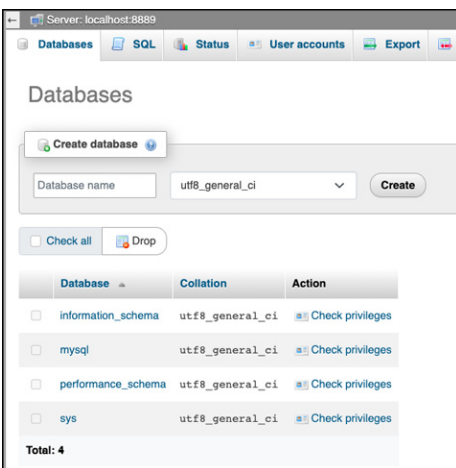 Server: localhost:8889
Databases SQL Status User accounts Export
Databases
Create database
Database name utf8_general_ci Create
Check all Drop
Database Collation Action
information_schema utf8_general_ci Check privileges
mysql utf8_general_ci Check privileges
performance_schema utf8_general_ci Check privileges
sys utf8_general_ci Check privileges
Total: 4